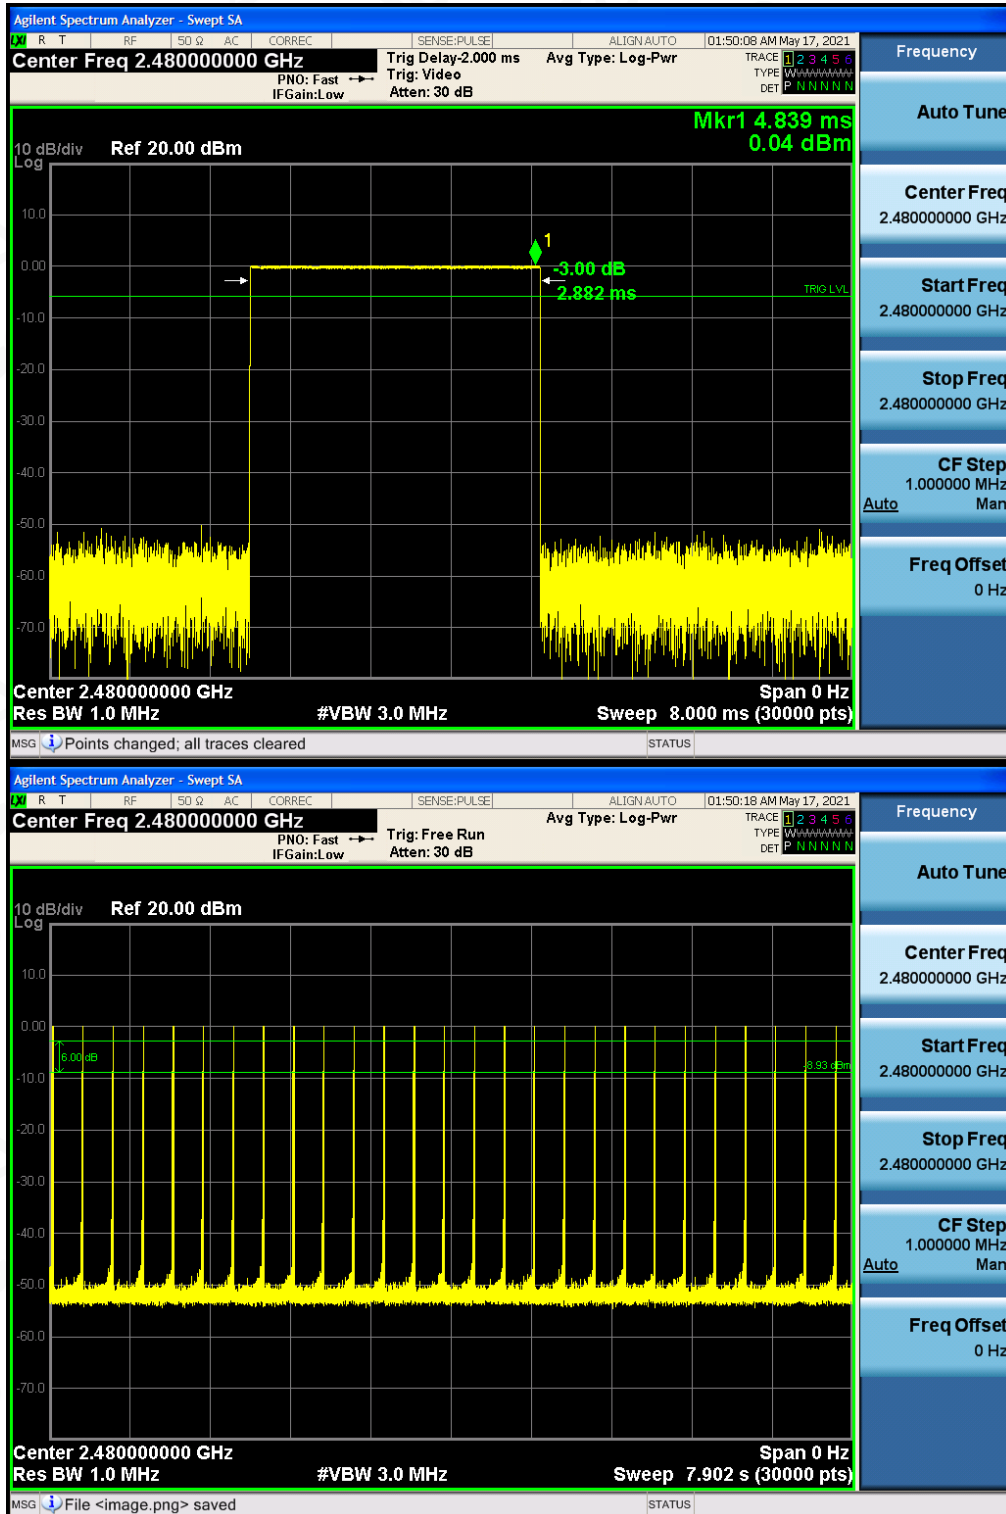 Agilent Spectrum Analyzer - Swept SA
LXI R T RF 50 Ω AC CORREC SENSE:PULSE ALIGN AUTO 01:50:08 AM May 17, 2021
Center Freq 2.480000000 GHz
PNO: Fast
IFGain:Low
Trig Delay-2.000 ms
Trig: Video
Atten: 30 dB
Avg Type: Log-Pwr
TRACE 1 2 3 4 5 6
TYPE W
DET P N N N N N
Mkr1 4.839 ms
0.04 dBm
10 dB/div Ref 20.00 dBm
Log
10.0
0.00
-10.0
-20.0
-30.0
-40.0
-50.0
-60.0
-70.0
1
-3.00 dB
2.882 ms
TRIG LVL
Center 2.480000000 GHz Span 0 Hz
Res BW 1.0 MHz #VBW 3.0 MHz Sweep 8.000 ms (30000 pts)
MSG Points changed; all traces cleared STATUS
Frequency
Auto Tune
Center Freq
2.480000000 GHz
Start Freq
2.480000000 GHz
Stop Freq
2.480000000 GHz
CF Step
1.000000 MHz
Auto Man
Freq Offset
0 Hz
Agilent Spectrum Analyzer - Swept SA
LXI R T RF 50 Ω AC CORREC SENSE:PULSE ALIGN AUTO 01:50:18 AM May 17, 2021
Center Freq 2.480000000 GHz
PNO: Fast
IFGain:Low
Trig: Free Run
Atten: 30 dB
Avg Type: Log-Pwr
TRACE 1 2 3 4 5 6
TYPE W
DET P N N N N N
10 dB/div Ref 20.00 dBm
Log
10.0
0.00
-10.0
-20.0
-30.0
-40.0
-50.0
-60.0
-70.0
6.00 dB
-8.93 dBm
Center 2.480000000 GHz Span 0 Hz
Res BW 1.0 MHz #VBW 3.0 MHz Sweep 7.902 s (30000 pts)
MSG File <image.png> saved STATUS
Frequency
Auto Tune
Center Freq
2.480000000 GHz
Start Freq
2.480000000 GHz
Stop Freq
2.480000000 GHz
CF Step
1.000000 MHz
Auto Man
Freq Offset
0 Hz